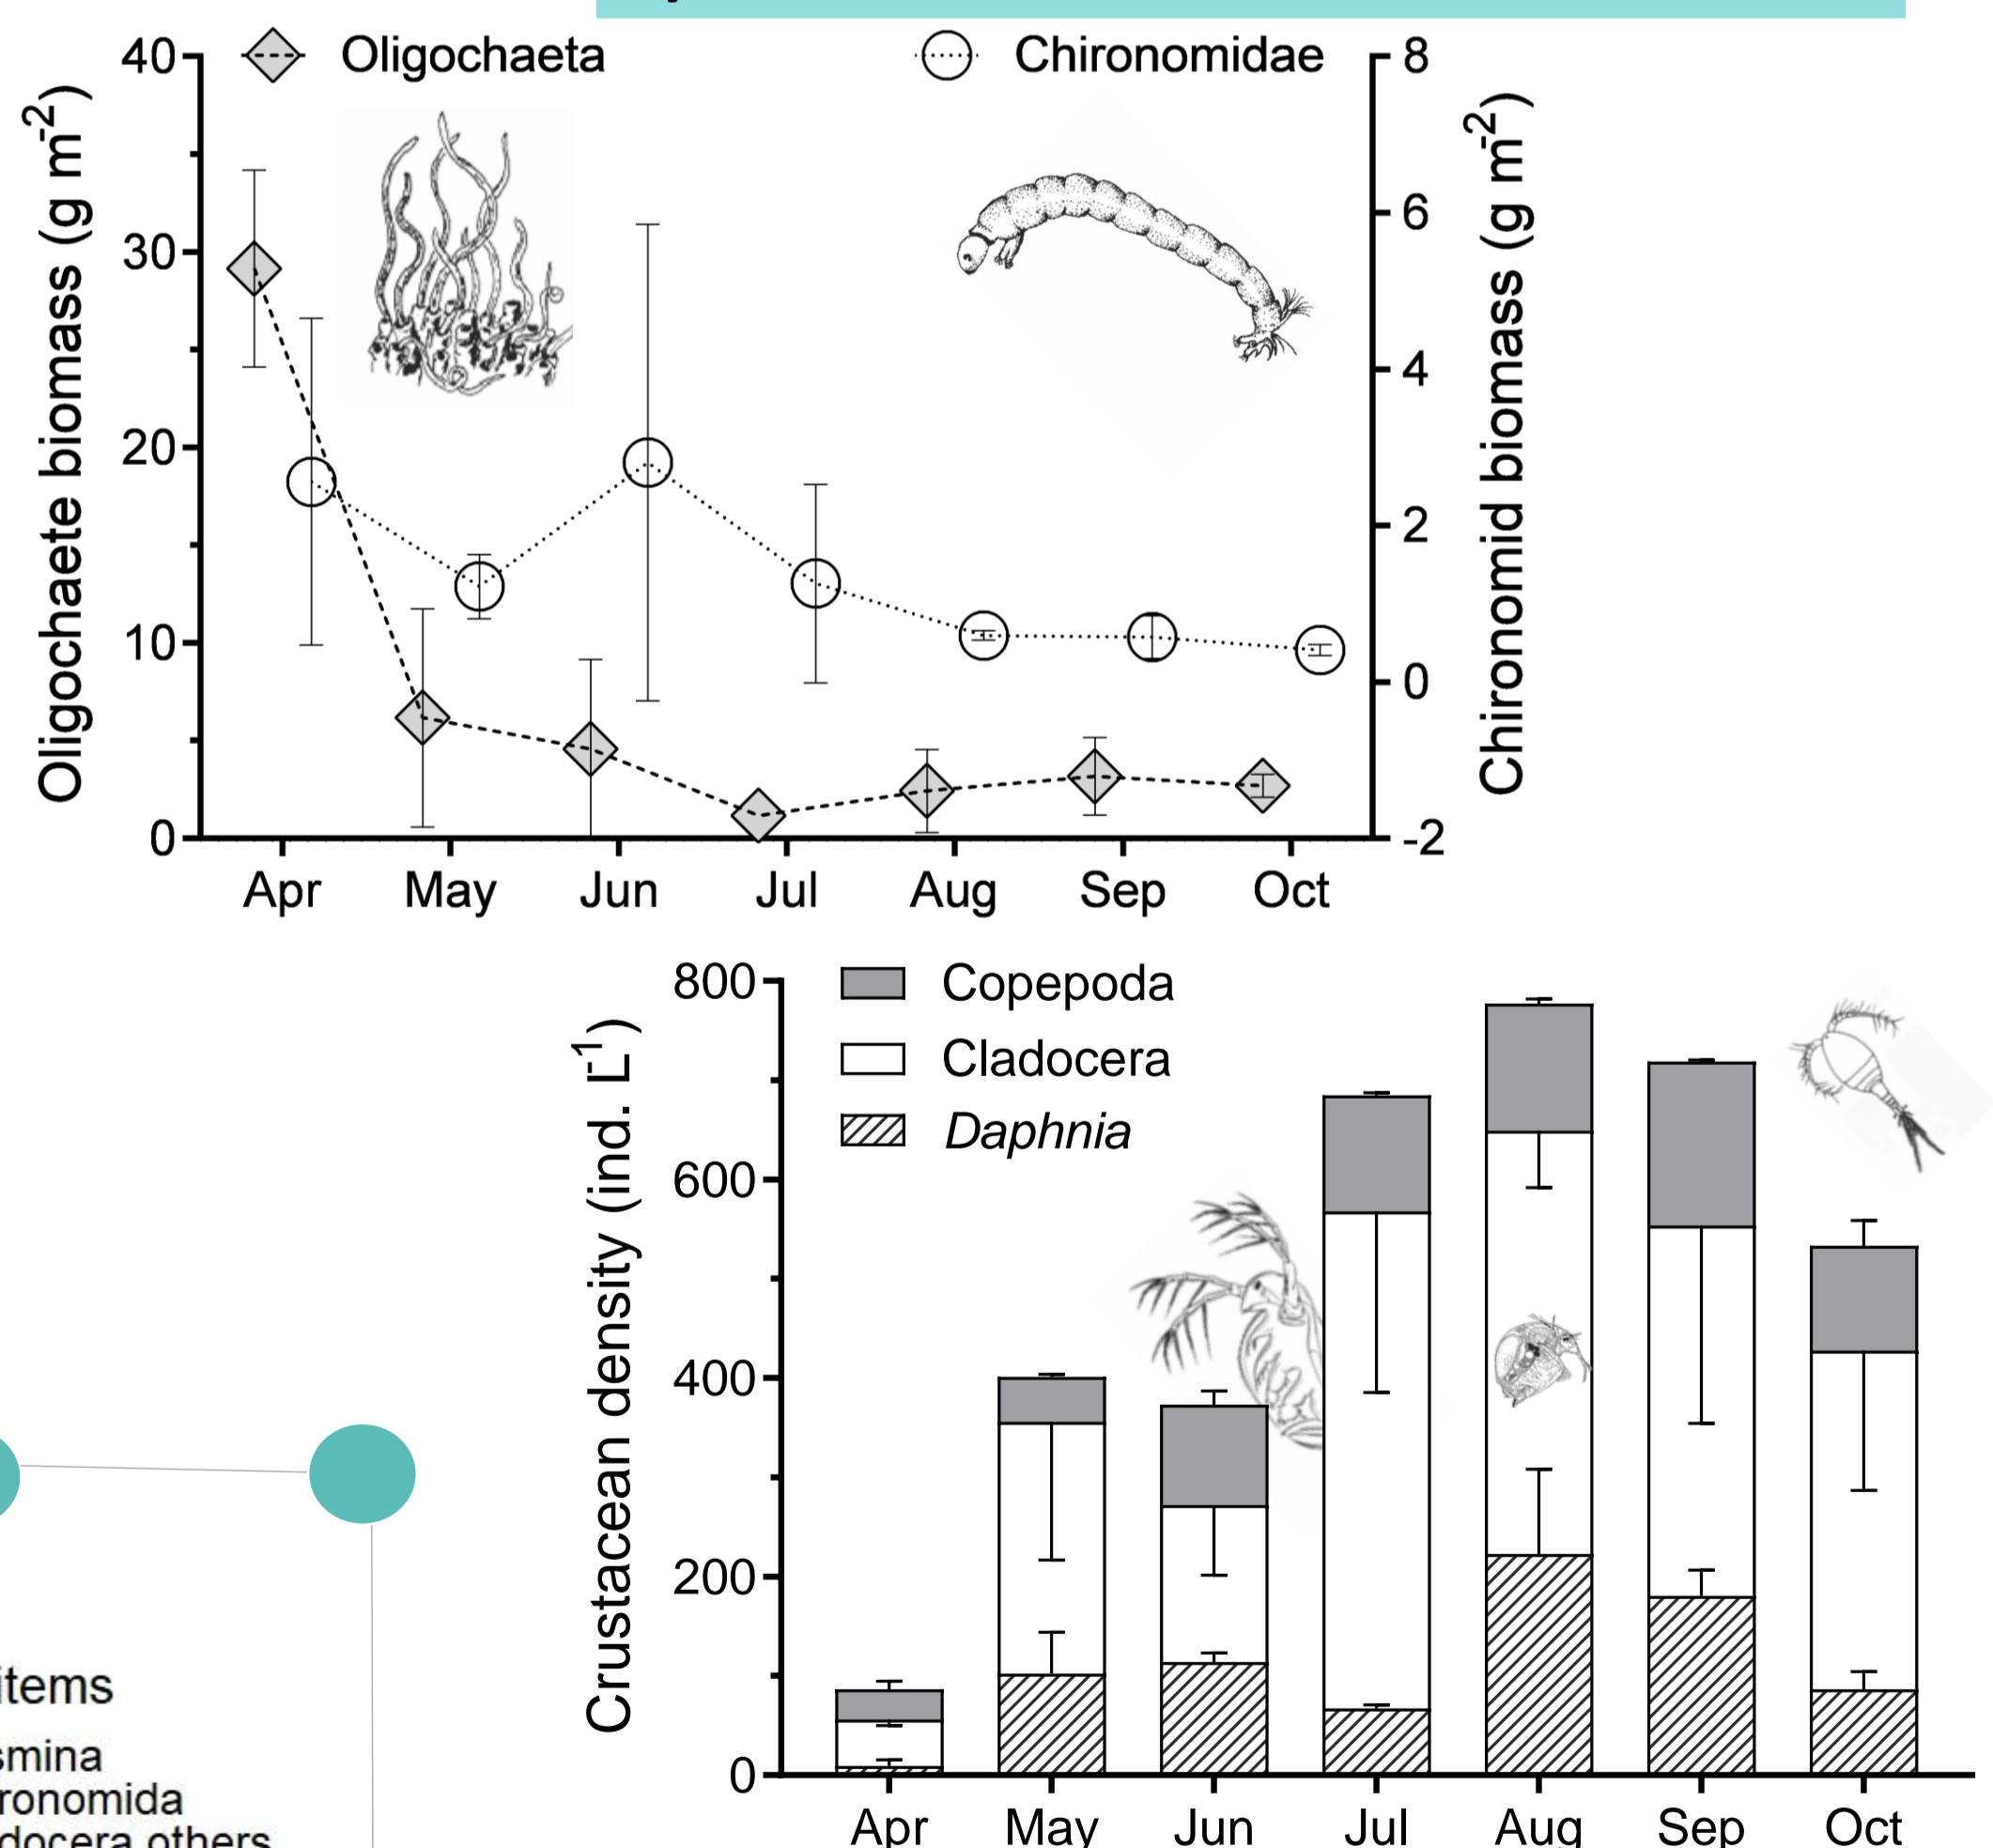 Oligochaeta
Chironomidae
Oligochaete biomass (g m-2)
40
30
20
10
0
Chironomid biomass (g m-2)
8
6
4
2
0
-2
Apr May Jun Jul Aug Sep Oct
Copepoda
Cladocera
Daphnia
Crustacean density (ind. L-1)
800
600
400
200
0
Apr May Jun Jul Aug Sep Oct
items
smina
ronomida
docera others